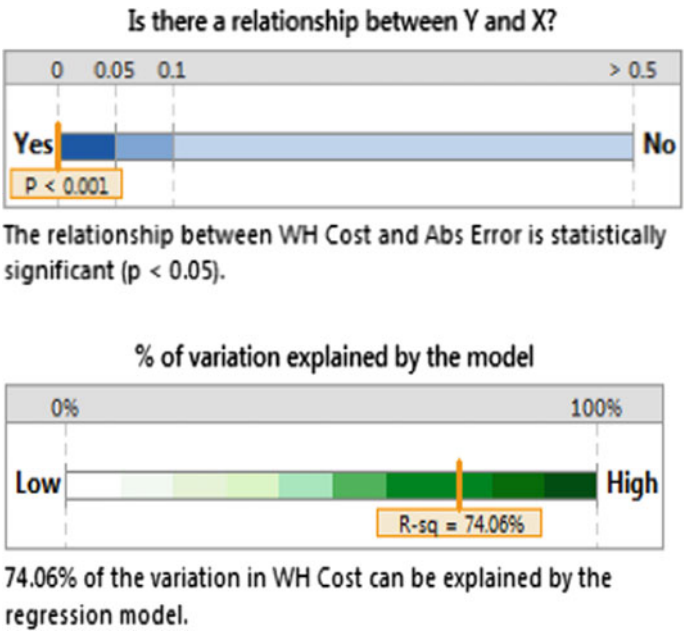 Is there a relationship between Y and X?
0 0.05 0.1 > 0.5
Yes No
P < 0.001
The relationship between WH Cost and Abs Error is statistically
significant (p < 0.05).
% of variation explained by the model
0% 100%
Low High
R-sq = 74.06%
74.06% of the variation in WH Cost can be explained by the
regression model.